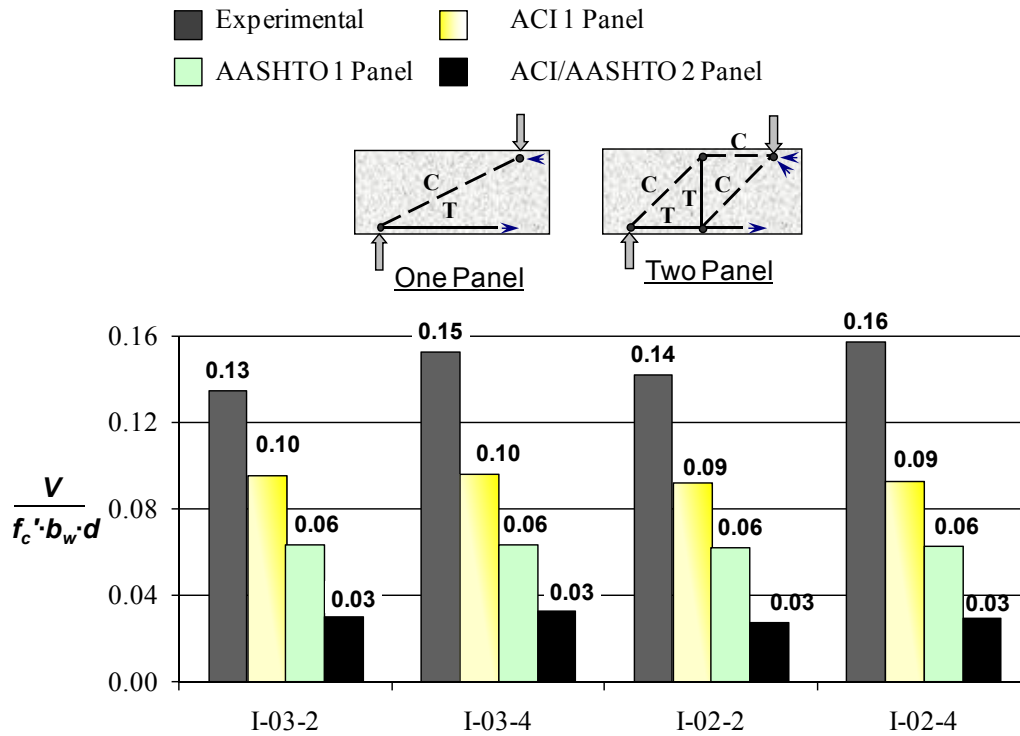 Experimental
ACI 1 Panel
AASHTO 1 Panel
ACI/AASHTO 2 Panel
C
T
One Panel
C
C
T
T
C
Two Panel
V
f_c'·b_w·d
0.16
0.12
0.08
0.04
0.00
0.13
0.10
0.06
0.03
0.15
0.10
0.06
0.03
0.14
0.09
0.06
0.03
0.16
0.09
0.06
0.03
I-03-2
I-03-4
I-02-2
I-02-4